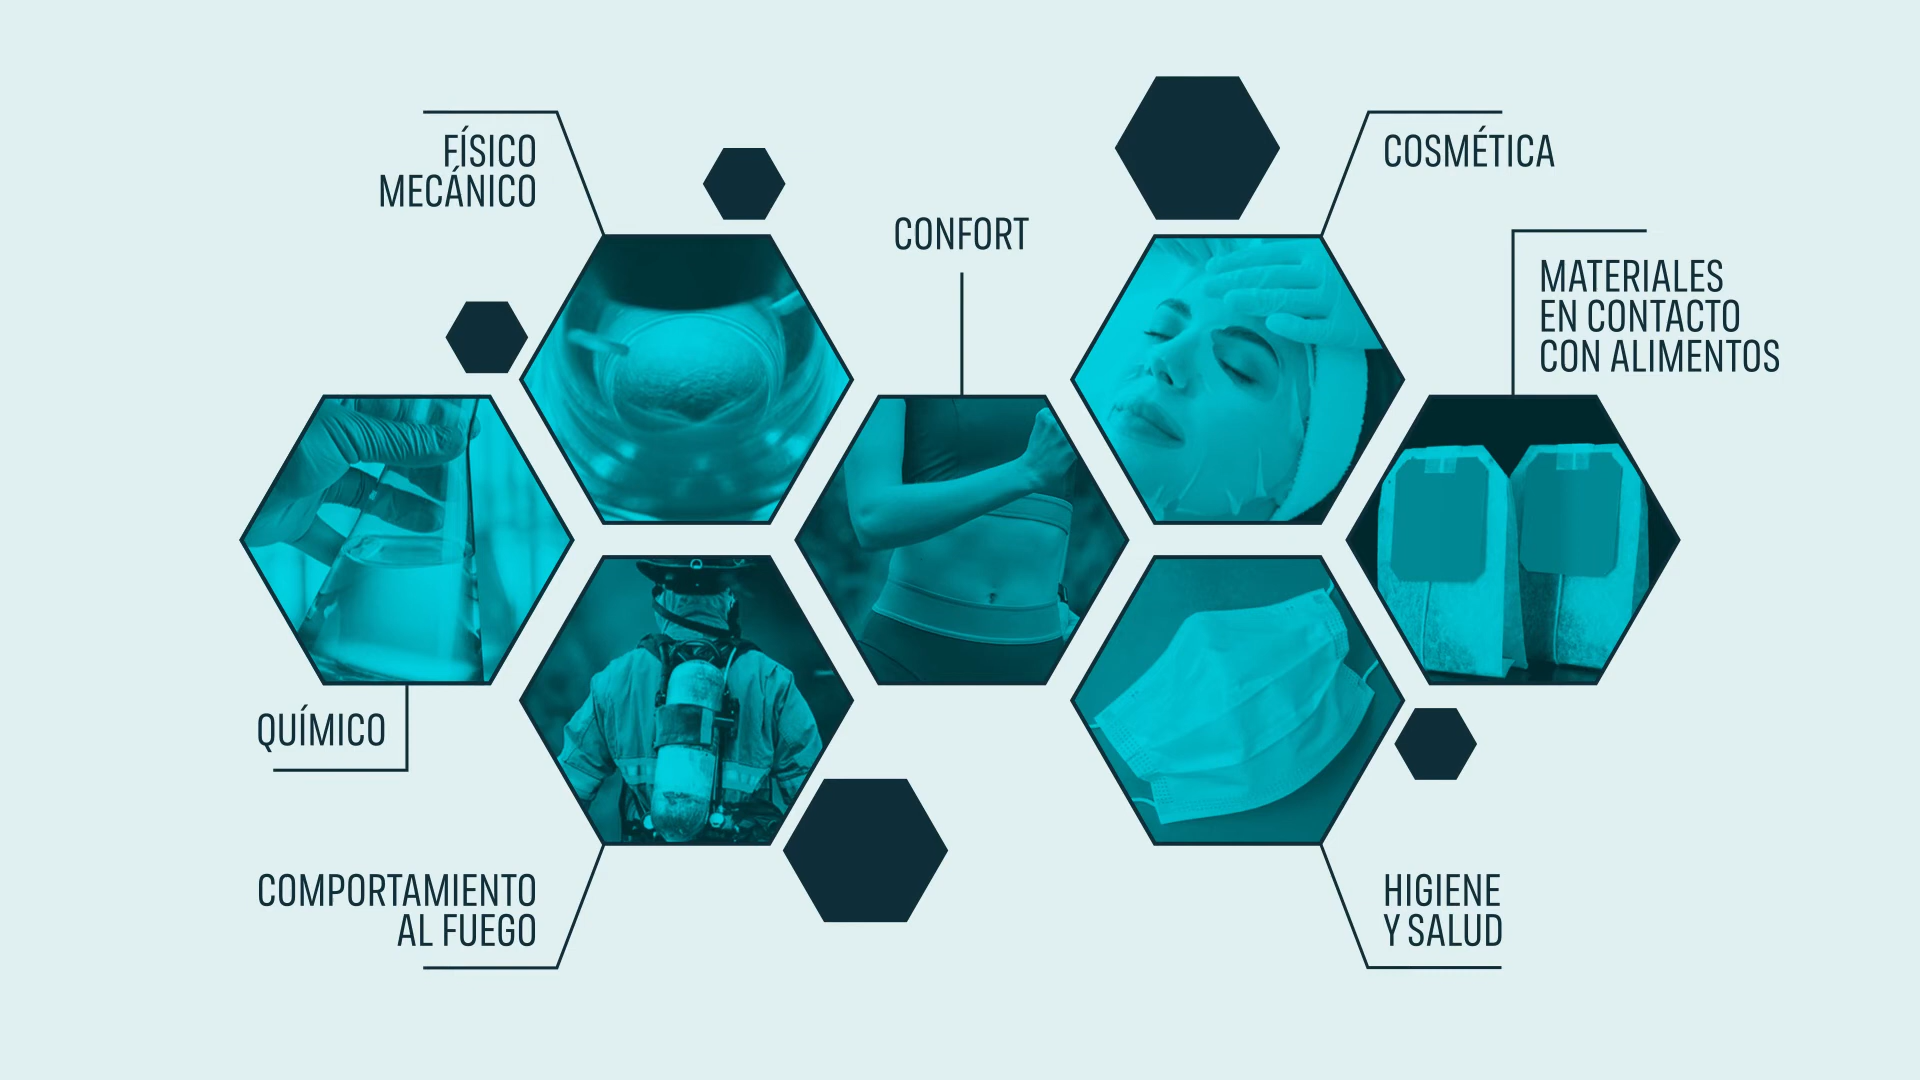 FÍSICO
MECÁNICO
CONFORT
COSMÉTICA
MATERIALES
EN CONTACTO
CON ALIMENTOS
QUÍMICO
COMPORTAMIENTO
AL FUEGO
HIGIENE
Y SALUD